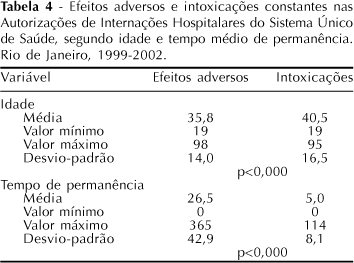 Tabela 4 - Efeitos adversos e intoxicações constantes nas
Autorizações de Internações Hospitalares do Sistema Único
de Saúde, segundo idade e tempo médio de permanência.
Rio de Janeiro, 1999-2002.
Variável Efeitos adversos Intoxicações
Idade
Média 35,8 40,5
Valor mínimo 19 19
Valor máximo 98 95
Desvio-padrão 14,0 16,5
p<0,000
Tempo de permanência
Média 26,5 5,0
Valor mínimo 0 0
Valor máximo 365 114
Desvio-padrão 42,9 8,1
p<0,000